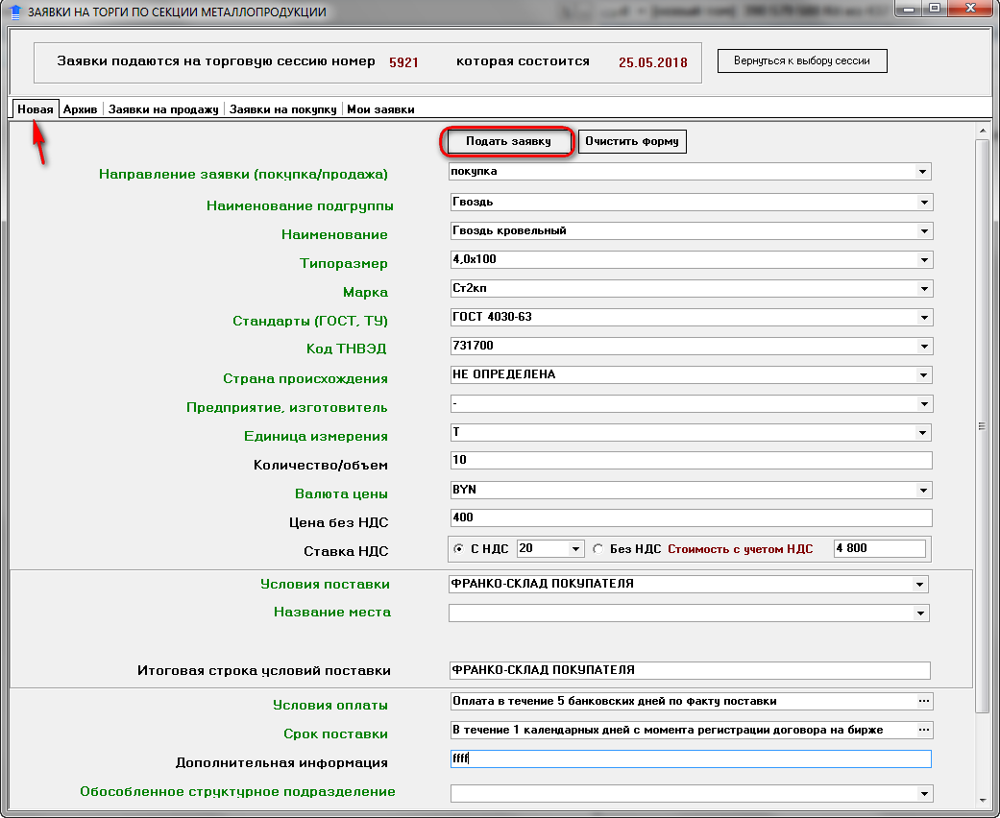 ЗАЯВКИ НА ТОРГИ ПО СЕКЦИИ МЕТАЛЛОПРОДУКЦИИ
Заявки подаются на торговую сессию номер 5921 которая состоится 25.05.2018 Вернуться к выбору сессии
Новая Архив Заявки на продажу Заявки на покупку Мои заявки
Подать заявку Очистить форму
Направление заявки (покупка/продажа) покупка
Наименование подгруппы Гвоздь
Наименование Гвоздь кровельный
Типоразмер 4,0х100
Марка Ст2кп
Стандарты (ГОСТ, ТУ) ГОСТ 4030-63
Код ТНВЭД 731700
Страна происхождения НЕ ОПРЕДЕЛЕНА
Предприятие, изготовитель -
Единица измерения Т
Количество/объем 10
Валюта цены BYN
Цена без НДС 400
Ставка НДС С НДС 20 Без НДС Стоимость с учетом НДС 4 800
Условия поставки ФРАНКО-СКЛАД ПОКУПАТЕЛЯ
Название места
Итоговая строка условий поставки ФРАНКО-СКЛАД ПОКУПАТЕЛЯ
Условия оплаты Оплата в течение 5 банковских дней по факту поставки ...
Срок поставки В течение 1 календарных дней с момента регистрации договора на бирже ...
Дополнительная информация ffff
Обособленное структурное подразделение